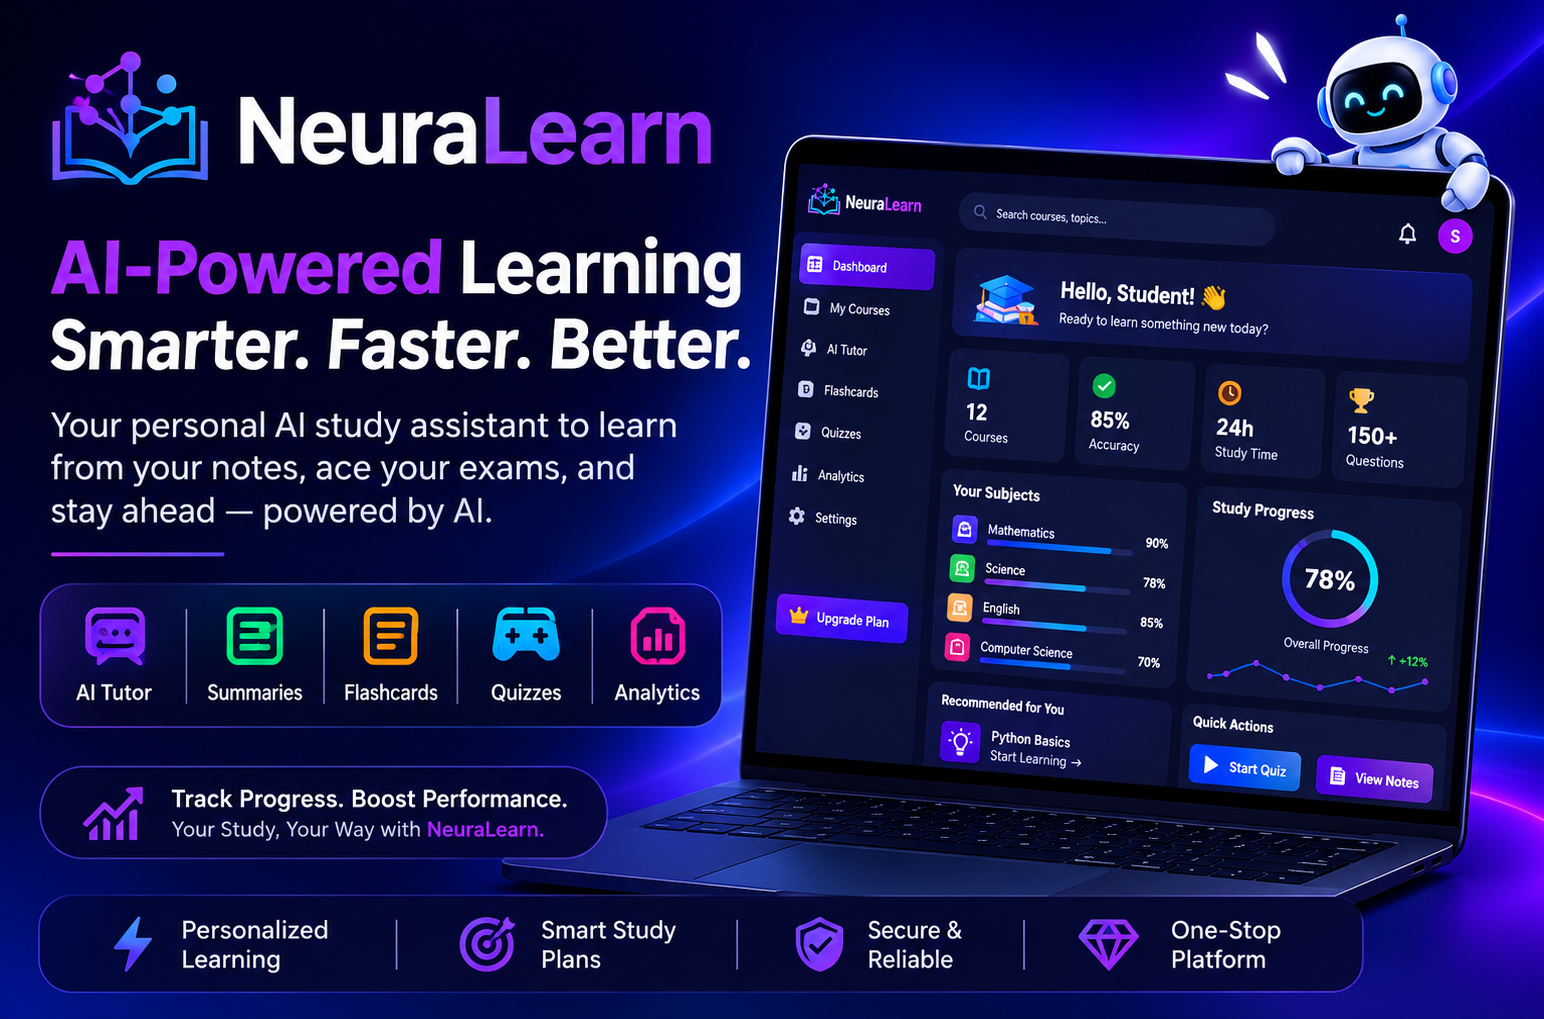 NeuraLearn
AI-Powered Learning
Smarter. Faster. Better.
Your personal AI study assistant to learn
from your notes, ace your exams, and
stay ahead — powered by AI.
AI Tutor
Summaries
Flashcards
Quizzes
Analytics
Track Progress. Boost Performance.
Your Study, Your Way with NeuraLearn.
NeuraLearn
Search courses, topics...
S
Dashboard
My Courses
AI Tutor
Flashcards
Quizzes
Analytics
Settings
Upgrade Plan
Hello, Student! 👋
Ready to learn something new today?
12
Courses
85%
Accuracy
24h
Study Time
150+
Questions
Your Subjects
Mathematics 90%
Science 78%
English 85%
Computer Science 70%
Study Progress
78%
Overall Progress
↑ +12%
Recommended for You
Python Basics
Start Learning →
Quick Actions
Start Quiz
View Notes
Personalized
Learning
Smart Study
Plans
Secure &
Reliable
One-Stop
Platform